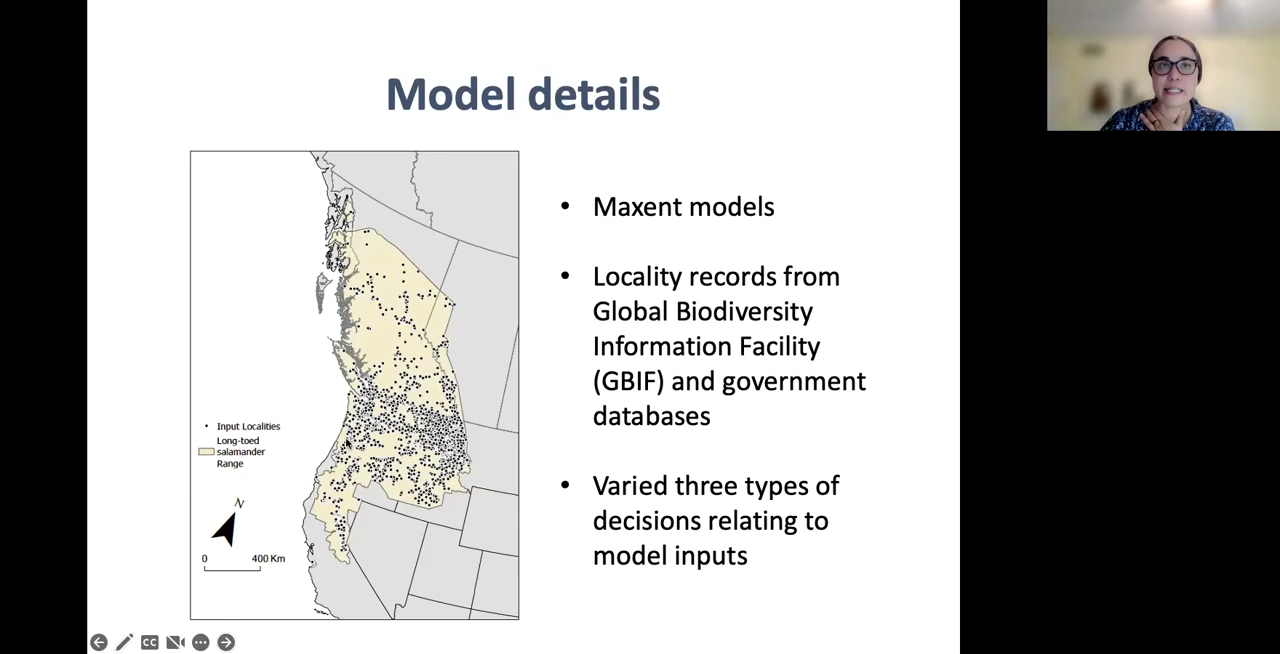 Model details
Input Localities
Long-toed
salamander
Range
N
0 400 Km
• Maxent models
• Locality records from
Global Biodiversity
Information Facility
(GBIF) and government
databases
• Varied three types of
decisions relating to
model inputs
CC